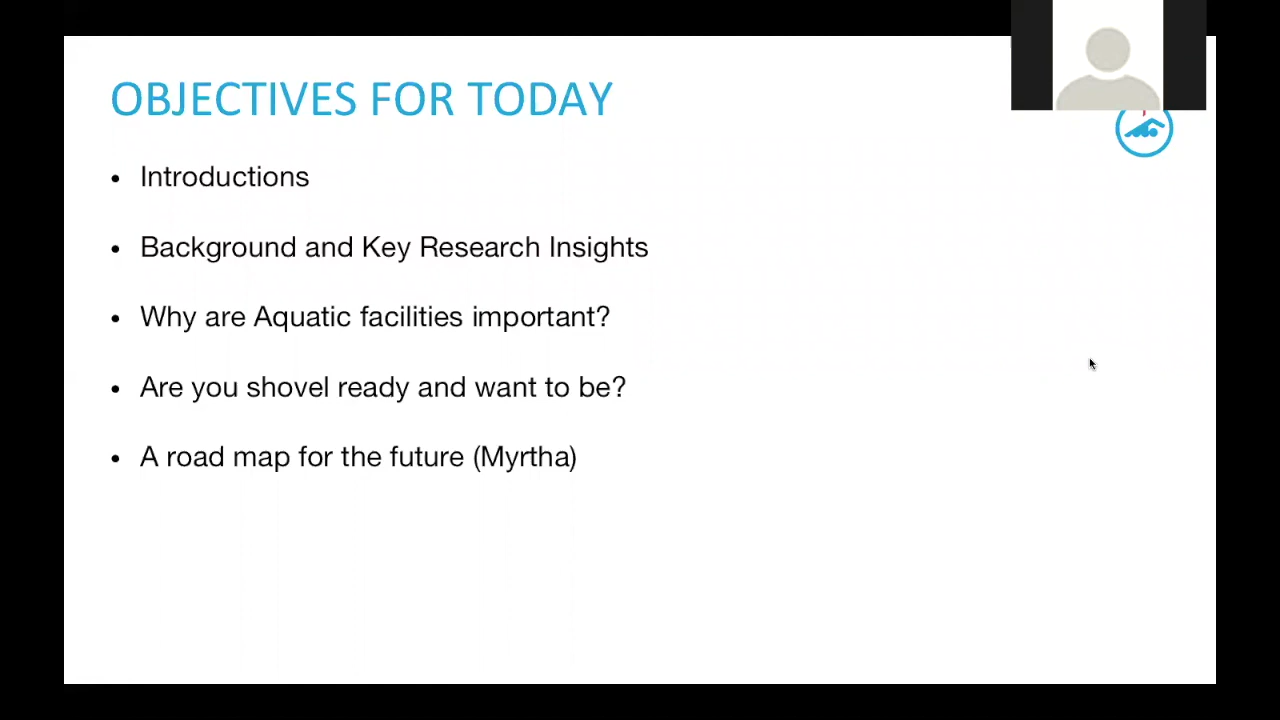 OBJECTIVES FOR TODAY
• Introductions
• Background and Key Research Insights
• Why are Aquatic facilities important?
• Are you shovel ready and want to be?
• A road map for the future (Myrtha)